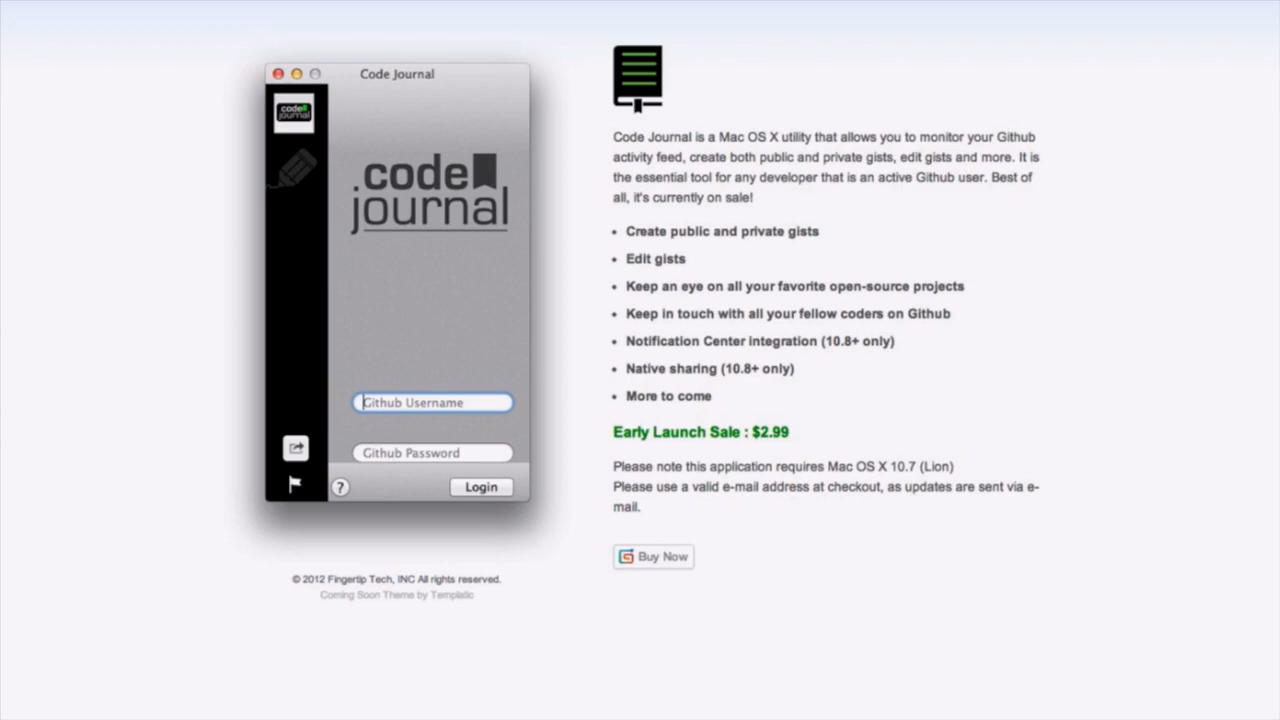 Code Journal
code
journal
code
journal
Github Username
Github Password
?
Login
© 2012 Fingertip Tech, INC All rights reserved.
Coming Soon Theme by Templatic
Code Journal is a Mac OS X utility that allows you to monitor your Github
activity feed, create both public and private gists, edit gists and more. It is
the essential tool for any developer that is an active Github user. Best of
all, it's currently on sale!
• Create public and private gists
• Edit gists
• Keep an eye on all your favorite open-source projects
• Keep in touch with all your fellow coders on Github
• Notification Center integration (10.8+ only)
• Native sharing (10.8+ only)
• More to come
Early Launch Sale : $2.99
Please note this application requires Mac OS X 10.7 (Lion)
Please use a valid e-mail address at checkout, as updates are sent via e-
mail.
Buy Now